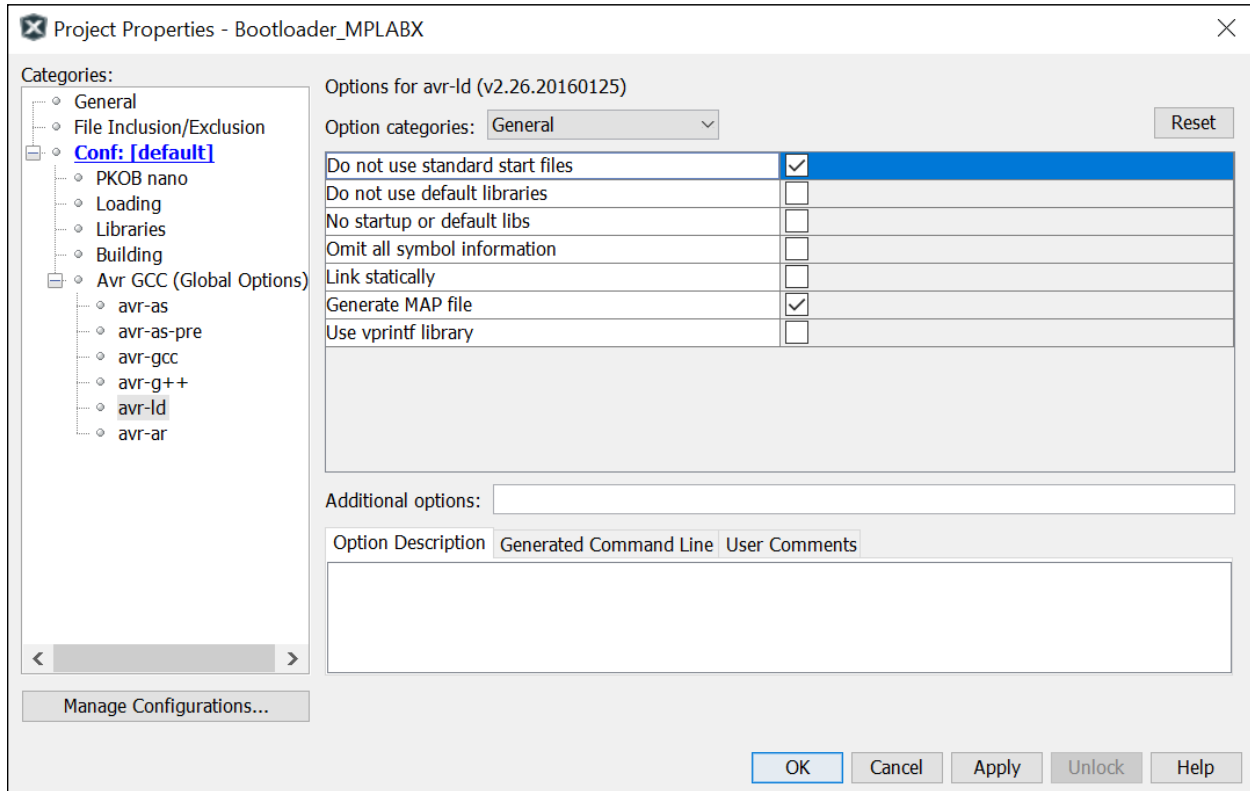 Project Properties - Bootloader_MPLABX
Categories:
General
File Inclusion/Exclusion
Conf: [default]
PKOB nano
Loading
Libraries
Building
Avr GCC (Global Options)
avr-as
avr-as-pre
avr-gcc
avr-g++
avr-ld
avr-ar
Manage Configurations...
Options for avr-ld (v2.26.20160125)
Option categories: General
Reset
Do not use standard start files
Do not use default libraries
No startup or default libs
Omit all symbol information
Link statically
Generate MAP file
Use vprintf library
Additional options:
Option Description Generated Command Line User Comments
OK Cancel Apply Unlock Help